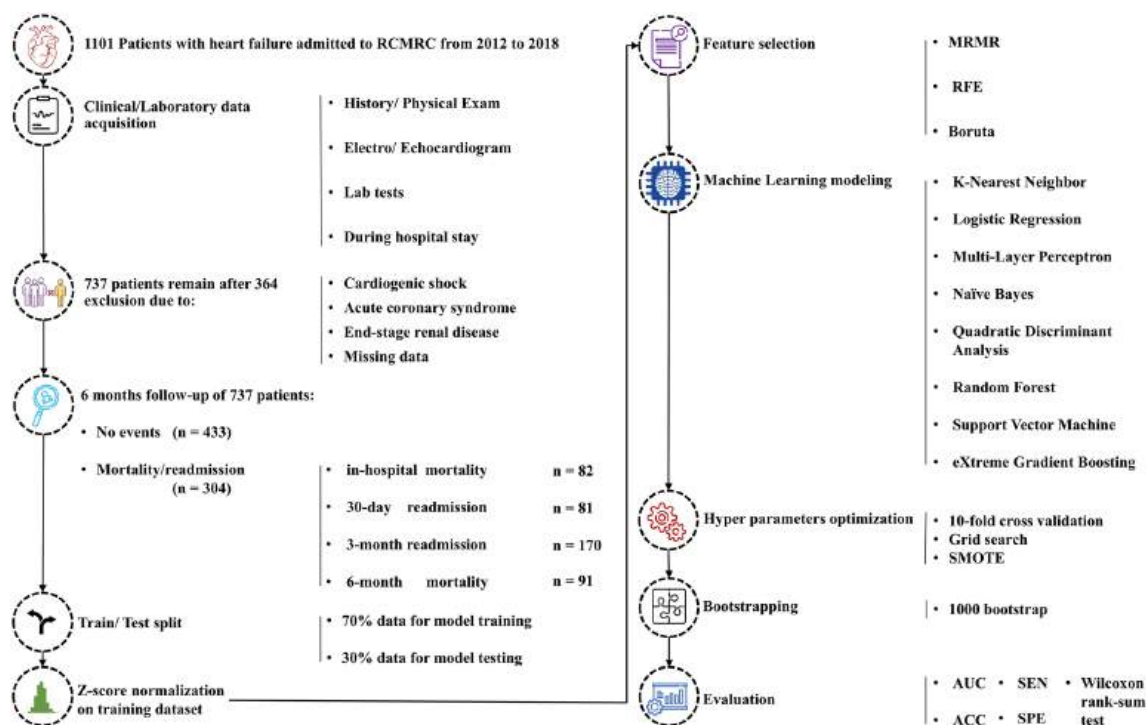 1101 Patients with heart failure admitted to RCMRC from 2012 to 2018
Clinical/Laboratory data
acquisition
• History/ Physical Exam
• Electro/ Echocardiogram
• Lab tests
• During hospital stay
737 patients remain after 364
exclusion due to:
• Cardiogenic shock
• Acute coronary syndrome
• End-stage renal disease
• Missing data
6 months follow-up of 737 patients:
• No events (n = 433)
• Mortality/readmission
(n = 304)
• in-hospital mortality n = 82
• 30-day readmission n = 81
• 3-month readmission n = 170
• 6-month mortality n = 91
Train/ Test split
• 70% data for model training
• 30% data for model testing
Z-score normalization
on training dataset
Feature selection
• MRMR
• RFE
• Boruta
Machine Learning modeling
• K-Nearest Neighbor
• Logistic Regression
• Multi-Layer Perceptron
• Naïve Bayes
• Quadratic Discriminant
Analysis
• Random Forest
• Support Vector Machine
• eXtreme Gradient Boosting
Hyper parameters optimization
• 10-fold cross validation
• Grid search
• SMOTE
Bootstrapping
• 1000 bootstrap
Evaluation
• AUC • SEN • Wilcoxon
rank-sum
• ACC • SPE test